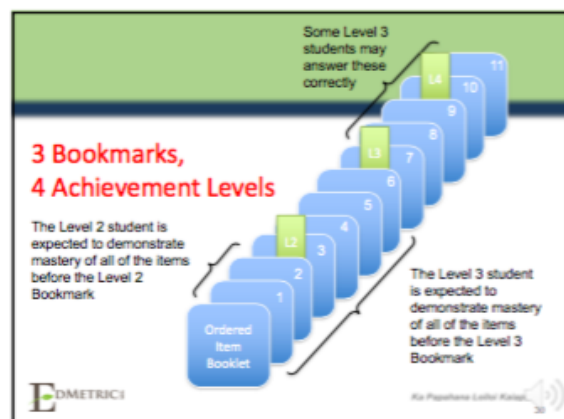 Some Level 3
students may
answer these
correctly
3 Bookmarks,
4 Achievement Levels
The Level 2 student is
expected to demonstrate
mastery of all of the items
before the Level 2
Bookmark
L4
11
10
9
L3
8
7
6
5
L2
4
3
2
1
Ordered
Item
Booklet
The Level 3 student
is expected to
demonstrate mastery
of all of the items
before the Level 3
Bookmark
EDMETRICS
Ka Papahana